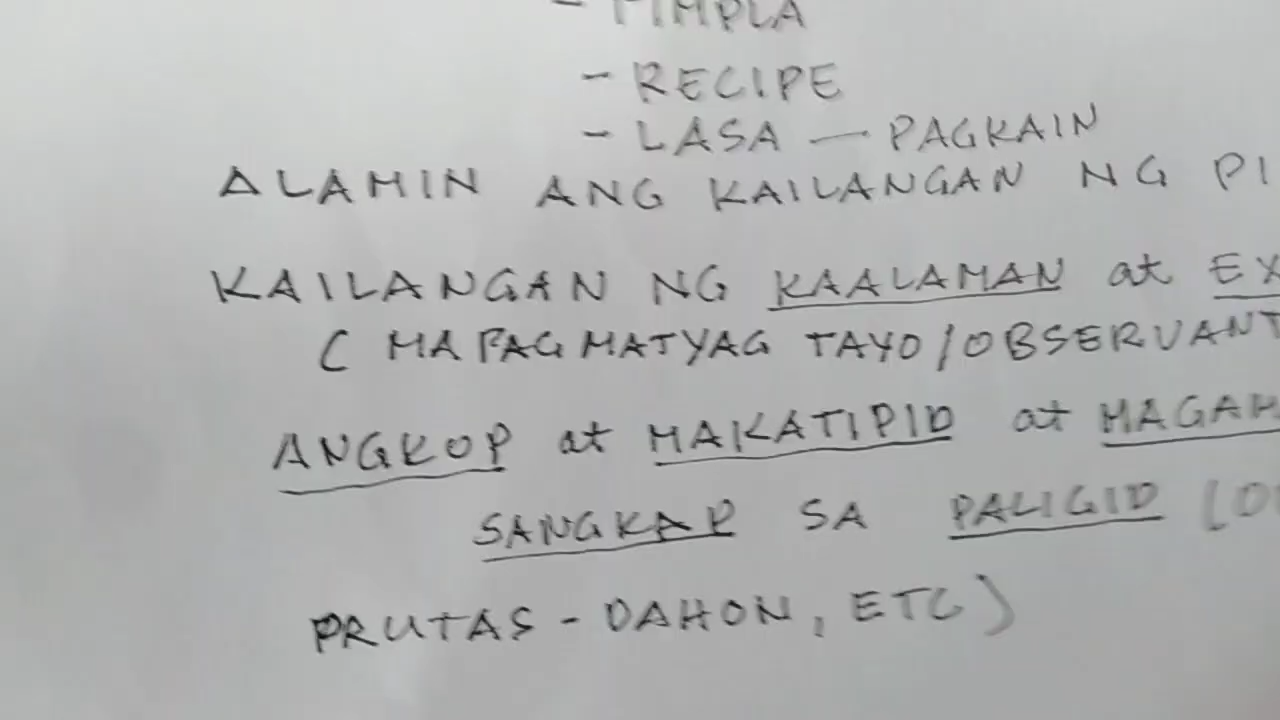 - TIMPLA
- RECIPE
- LASA — PAGKAIN
ALAMIN ANG KAILANGAN NG
KAILANGAN NG KAALAMAN at
( MAPAGMATYAG TAYO/OBSERVANT
ANGKOP at MAKATIPID at
SANGKAP SA PALIGID
PRUTAS - DAHON, ETC)